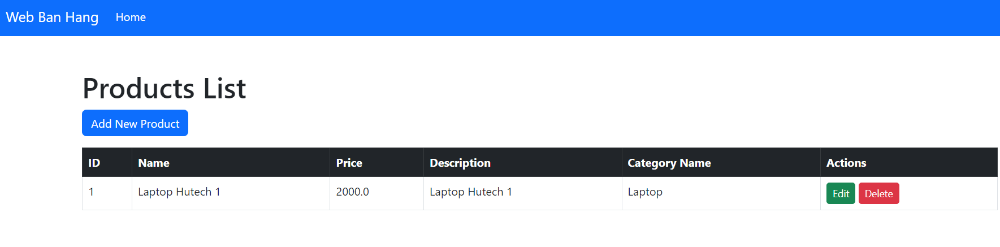 Web Ban Hang Home
Products List
Add New Product
ID Name Price Description Category Name Actions
1 Laptop Hutech 1 2000.0 Laptop Hutech 1 Laptop Edit Delete